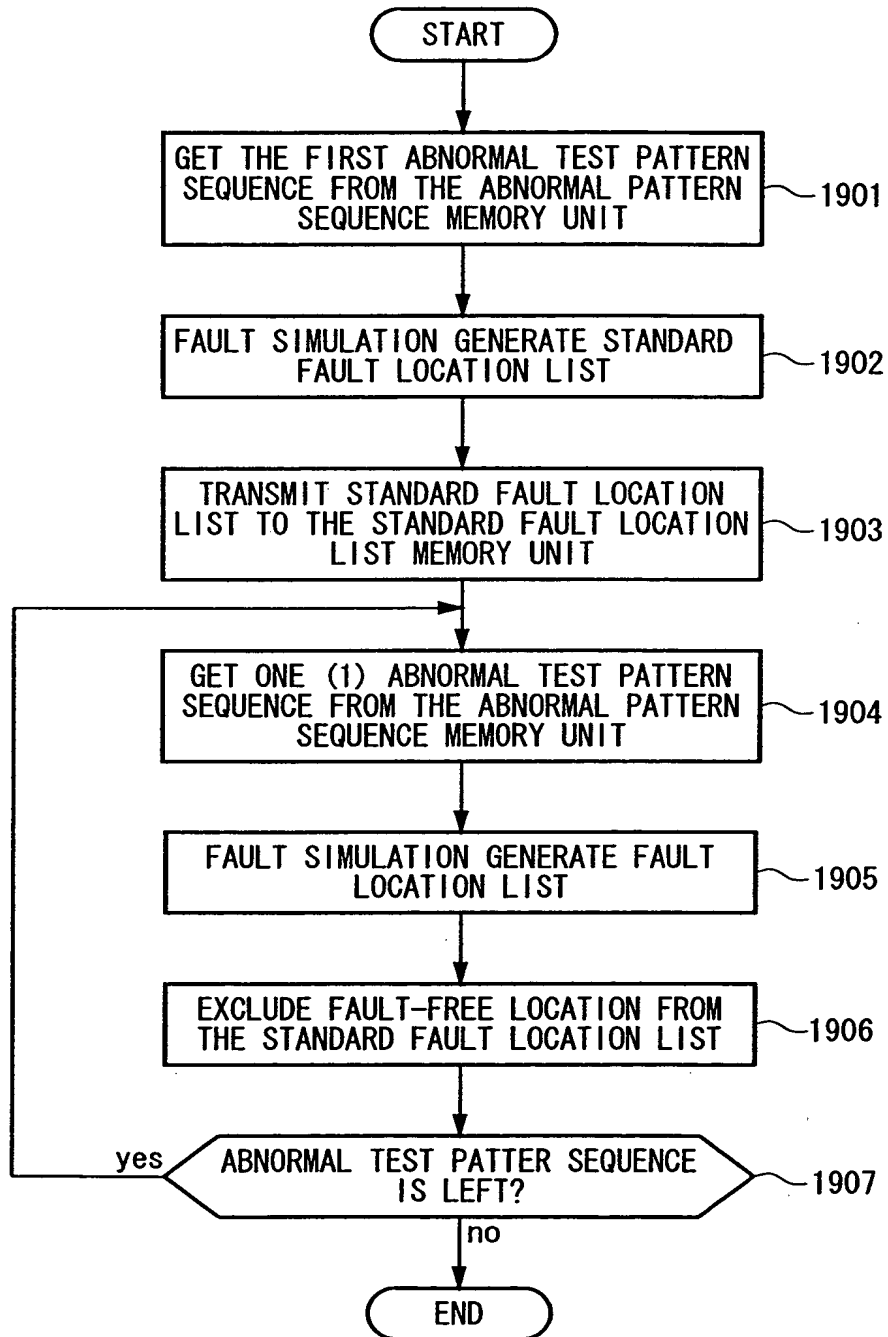 START
GET THE FIRST ABNORMAL TEST PATTERN
SEQUENCE FROM THE ABNORMAL PATTERN
SEQUENCE MEMORY UNIT
1901
FAULT SIMULATION GENERATE STANDARD
FAULT LOCATION LIST
1902
TRANSMIT STANDARD FAULT LOCATION
LIST TO THE STANDARD FAULT LOCATION
LIST MEMORY UNIT
1903
GET ONE (1) ABNORMAL TEST PATTERN
SEQUENCE FROM THE ABNORMAL PATTERN
SEQUENCE MEMORY UNIT
1904
FAULT SIMULATION GENERATE FAULT
LOCATION LIST
1905
EXCLUDE FAULT-FREE LOCATION FROM
THE STANDARD FAULT LOCATION LIST
1906
yes
ABNORMAL TEST PATTER SEQUENCE
IS LEFT?
1907
no
END